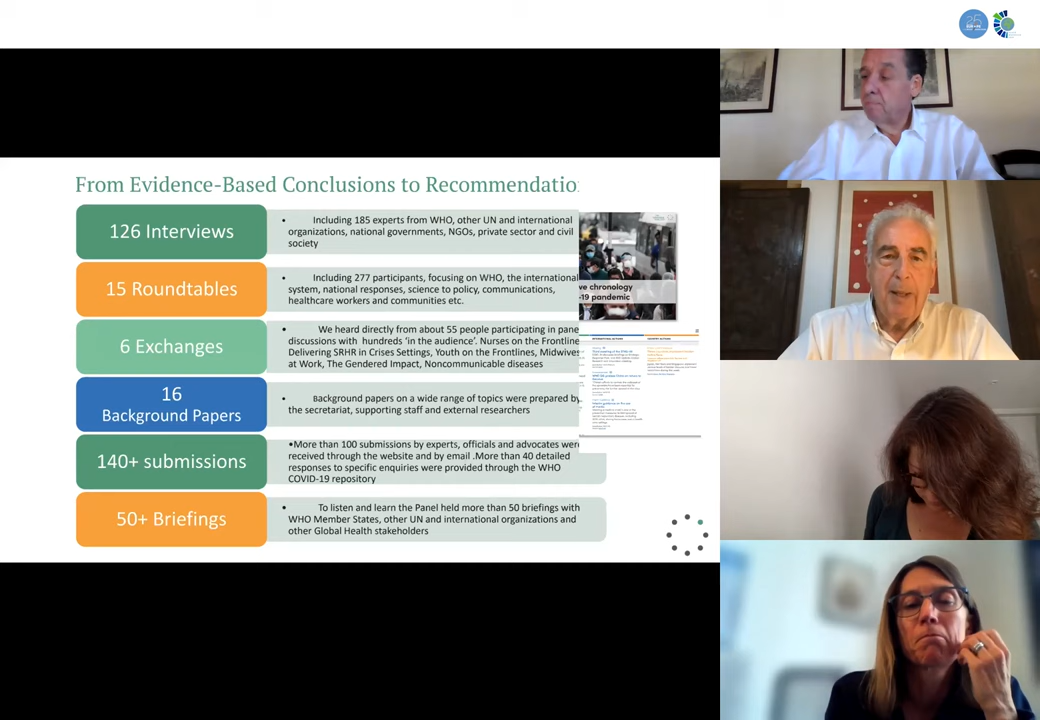 25
From Evidence-Based Conclusions to Recommendatio
126 Interviews
• Including 185 experts from WHO, other UN and international
organizations, national governments, NGOs, private sector and civil
society
15 Roundtables
• Including 277 participants, focusing on WHO, the international
system, national responses, science to policy, communications,
healthcare workers and communities etc.
6 Exchanges
• We heard directly from about 55 people participating in pane
discussions with hundreds ‘in the audience’. Nurses on the Frontline
Delivering SRHR in Crises Settings, Youth on the Frontlines, Midwives
at Work, The Gendered Impact, Noncommunicable diseases
16
Background Papers
• Background papers on a wide range of topics were prepared by
the secretariat, supporting staff and external researchers
140+ submissions
•More than 100 submissions by experts, officials and advocates were
received through the website and by email .More than 40 detailed
responses to specific enquiries were provided through the WHO
COVID-19 repository
50+ Briefings
• To listen and learn the Panel held more than 50 briefings with
WHO Member States, other UN and international organizations and
other Global Health stakeholders
ve chronology
-19 pandemic